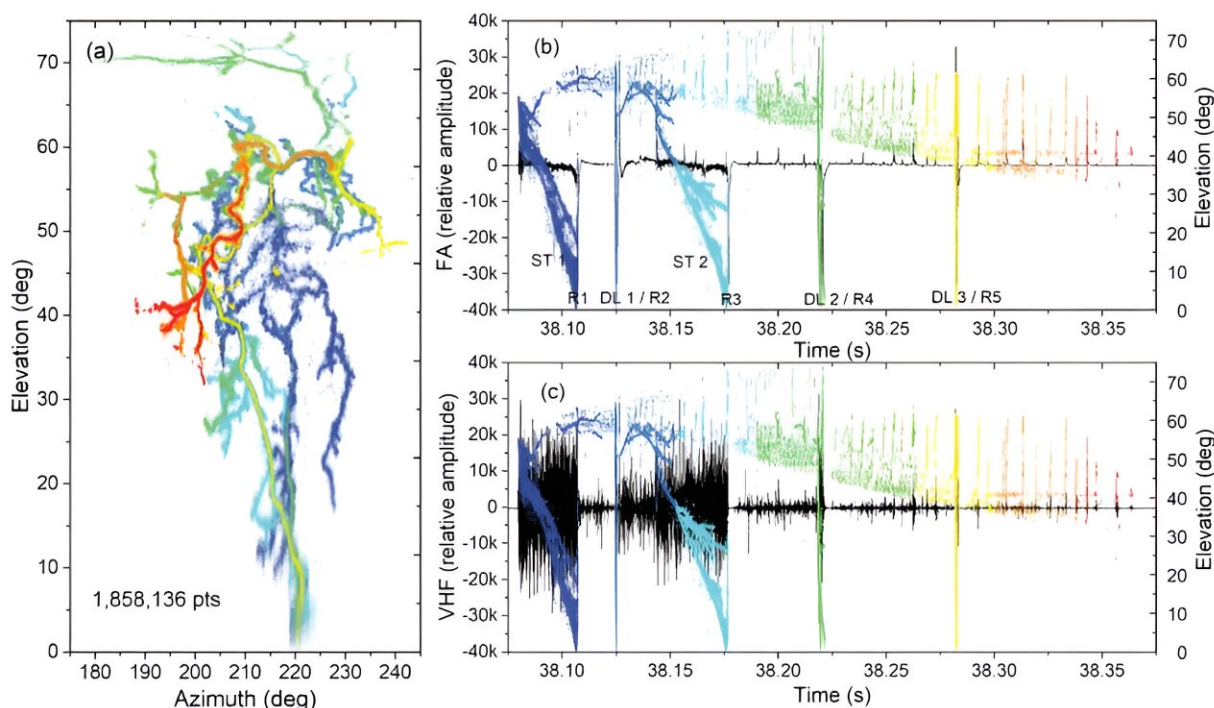 (a)
70
60
50
40
30
20
10
0
Elevation (deg)
1,858,136 pts
180 190 200 210 220 230 240
Azimuth (deg)
(b)
40k
30k
20k
10k
0
-10k
-20k
-30k
-40k
FA (relative amplitude)
70
60
50
40
30
20
10
0
Elevation (deg)
ST 1
ST 2
R1 DL 1 / R2 R3 DL 2 / R4 DL 3 / R5
38.10 38.15 38.20 38.25 38.30 38.35
Time (s)
(c)
40k
30k
20k
10k
0
-10k
-20k
-30k
-40k
VHF (relative amplitude)
70
60
50
40
30
20
10
0
Elevation (deg)
38.10 38.15 38.20 38.25 38.30 38.35
Time (s)